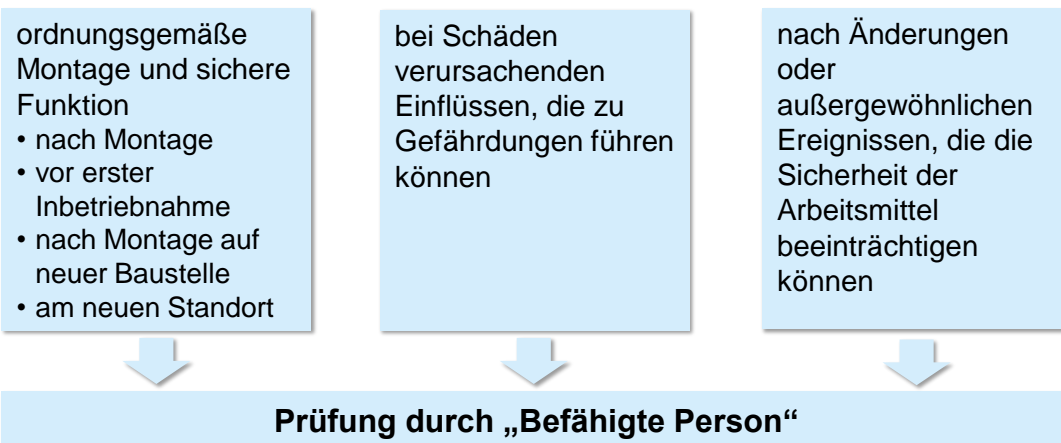 ordnungsgemäße
Montage und sichere
Funktion
• nach Montage
• vor erster
Inbetriebnahme
• nach Montage auf
neuer Baustelle
• am neuen Standort
bei Schäden
verursachenden
Einflüssen, die zu
Gefährdungen führen
können
nach Änderungen
oder
außergewöhnlichen
Ereignissen, die die
Sicherheit der
Arbeitsmittel
beeinträchtigen
können
Prüfung durch „Befähigte Person“